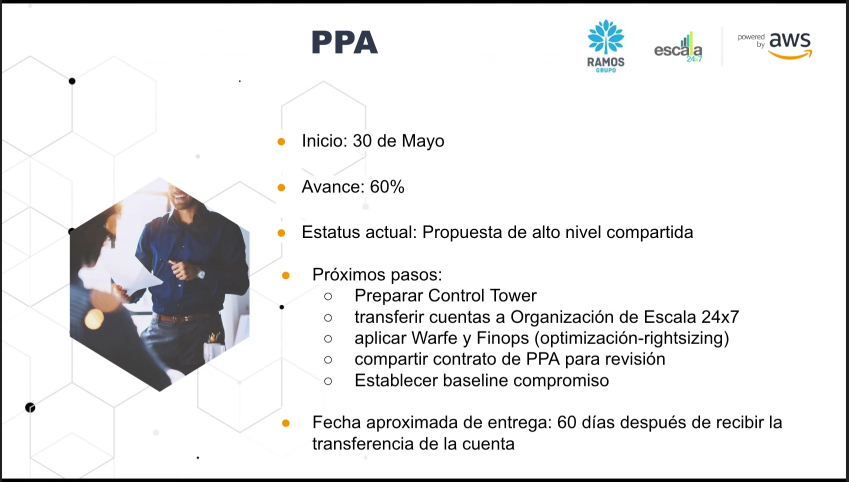 PPA
RAMOS
GRUPO
escala
24x7
powered
by
aws
Inicio: 30 de Mayo
Avance: 60%
Estatus actual: Propuesta de alto nivel compartida
Próximos pasos:
Preparar Control Tower
transferir cuentas a Organización de Escala 24x7
aplicar Warfe y Finops (optimización-rightsizing)
compartir contrato de PPA para revisión
Establecer baseline compromiso
Fecha aproximada de entrega: 60 días después de recibir la
transferencia de la cuenta